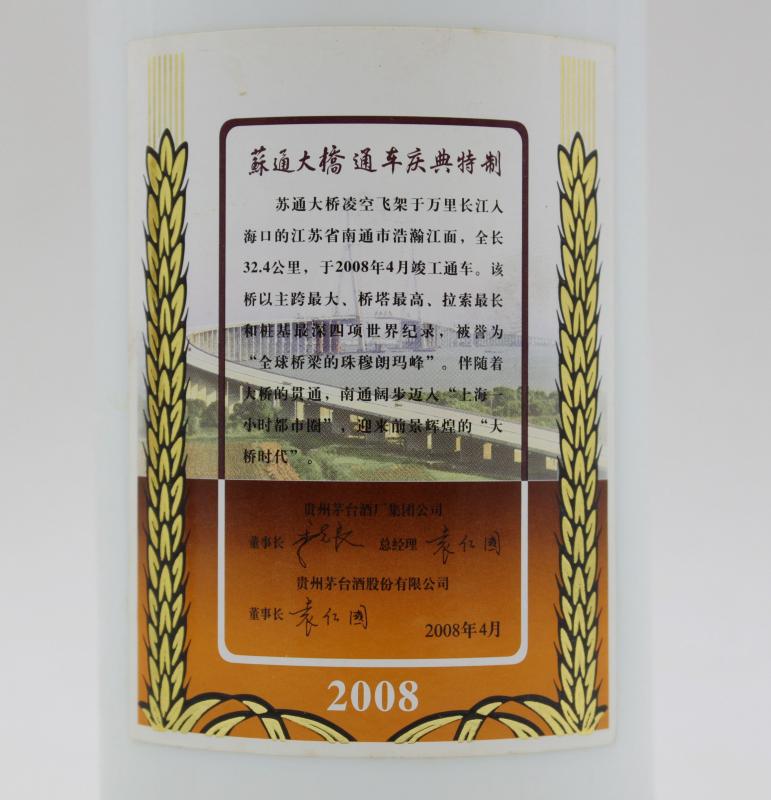 蘇通大橋通车庆典特制
苏通大桥凌空飞架于万里长江入
海口的江苏省南通市浩瀚江面，全长
32.4公里，于2008年4月竣工通车。该
桥以主跨最大、桥塔最高、拉索最长
和桩基最深四项世界纪录，被誉为
“全球桥梁的珠穆朗玛峰”。伴随着
大桥的贯通，南通阔步迈入“上海一
小时都市圈”，迎来前景辉煌的“大
桥时代”。
贵州茅台酒厂集团公司
董事长 季克良 总经理 袁仁国
贵州茅台酒股份有限公司
董事长 袁仁国
2008年4月
2008